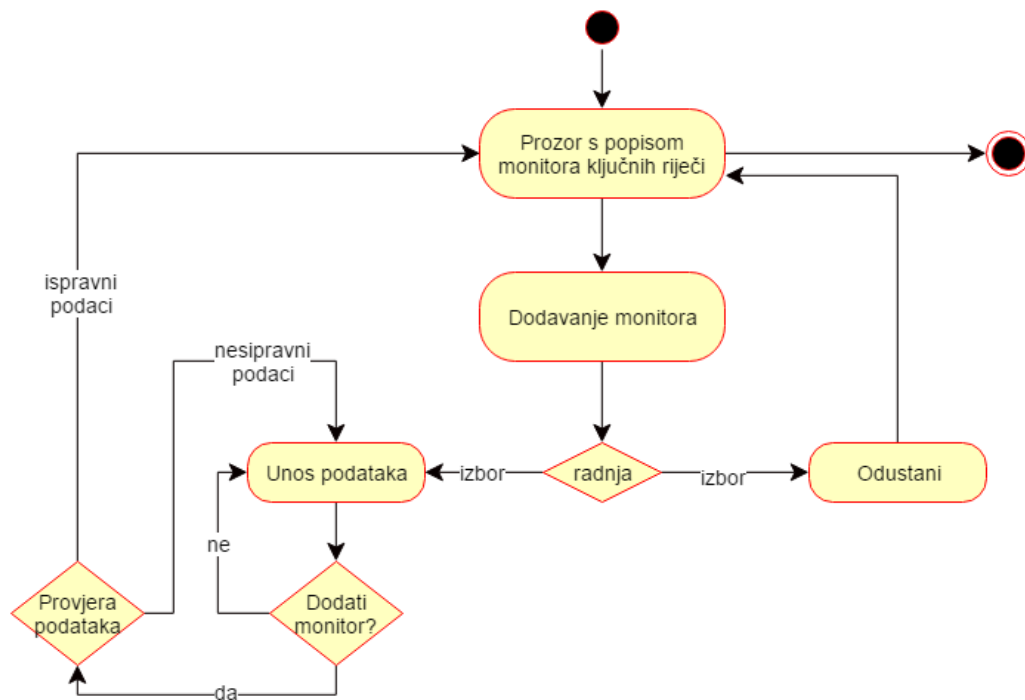 Prozor s popisom
monitora ključnih riječi
ispravni
podaci
Dodavanje monitora
nesipravni
podaci
Unos podataka
izbor
radnja
izbor
Odustani
ne
Provjera
podataka
Dodati
monitor?
da